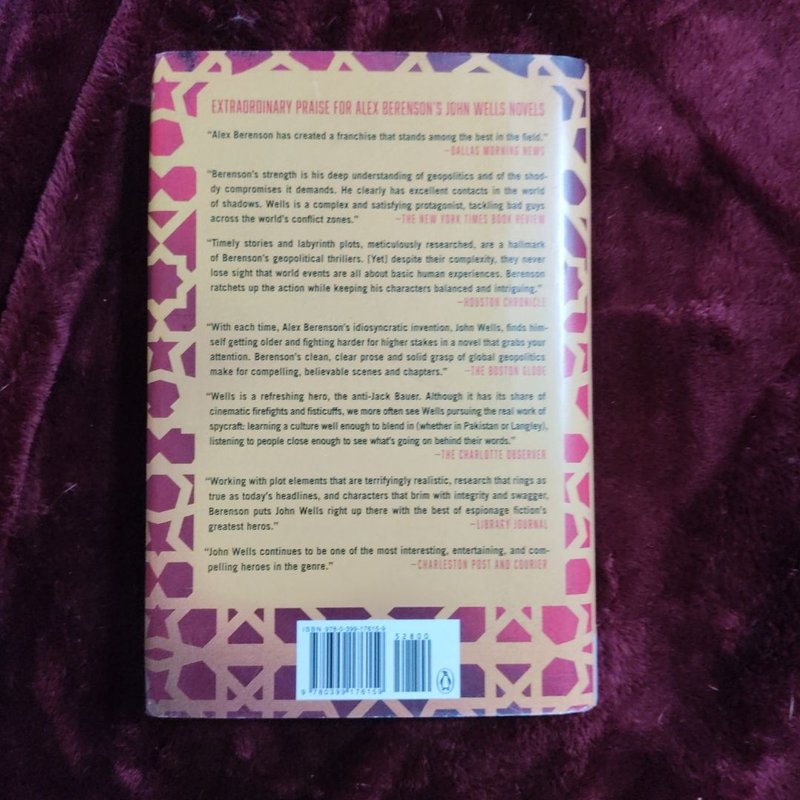 EXTRAORDINARY PRAISE FOR ALEX BERENSON'S JOHN WELLS NOVELS
"Alex Berenson has created a franchise that stands among the best in the field."
—DALLAS MORNING NEWS
"Berenson's strength is his deep understanding of geopolitics and of the shod-
dy compromises it demands. He clearly has excellent contacts in the world
of shadows. Wells is a complex and satisfying protagonist, tackling bad guys
across the world's conflict zones." —THE NEW YORK TIMES BOOK REVIEW
"Timely stories and labyrinth plots, meticulously researched, are a hallmark
of Berenson's geopolitical thrillers. [Yet] despite their complexity, they never
lose sight that world events are all about basic human experiences. Berenson
ratchets up the action while keeping his characters balanced and intriguing."
—HOUSTON CHRONICLE
"With each time, Alex Berenson's idiosyncratic invention, John Wells, finds him-
self getting older and fighting harder for higher stakes in a novel that grabs your
attention. Berenson's clean, clear prose and solid grasp of global geopolitics
make for compelling, believable scenes and chapters." —THE BOSTON GLOBE
"Wells is a refreshing hero, the anti-Jack Bauer. Although it has its share of
cinematic firefights and fisticuffs, we more often see Wells pursuing the real work of
spycraft: learning a culture well enough to blend in (whether in Pakistan or Langley),
listening to people close enough to see what's going on behind their words."
—THE CHARLOTTE OBSERVER
"Working with plot elements that are terrifyingly realistic, research that rings as
true as today's headlines, and characters that brim with integrity and swagger,
Berenson puts John Wells right up there with the best of espionage fiction's
greatest heros." —LIBRARY JOURNAL
"John Wells continues to be one of the most interesting, entertaining, and com-
pelling heroes in the genre." —CHARLESTON POST AND COURIER
ISBN 978-0-399-17615-9
52800
9 780399 176159